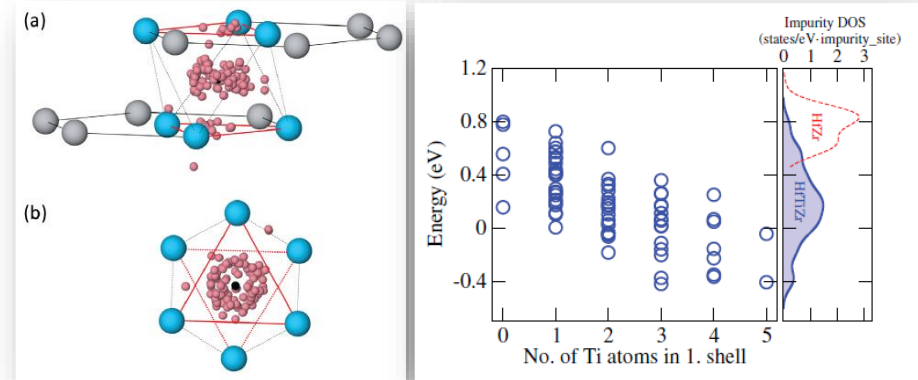 (a)
(b)
Impurity DOS
(states/eV·impurity_site)
0 1 2 3
1.2
0.8
0.4
0
-0.4
Energy (eV)
HfZr
HfTiZr
0 1 2 3 4 5
No. of Ti atoms in 1. shell